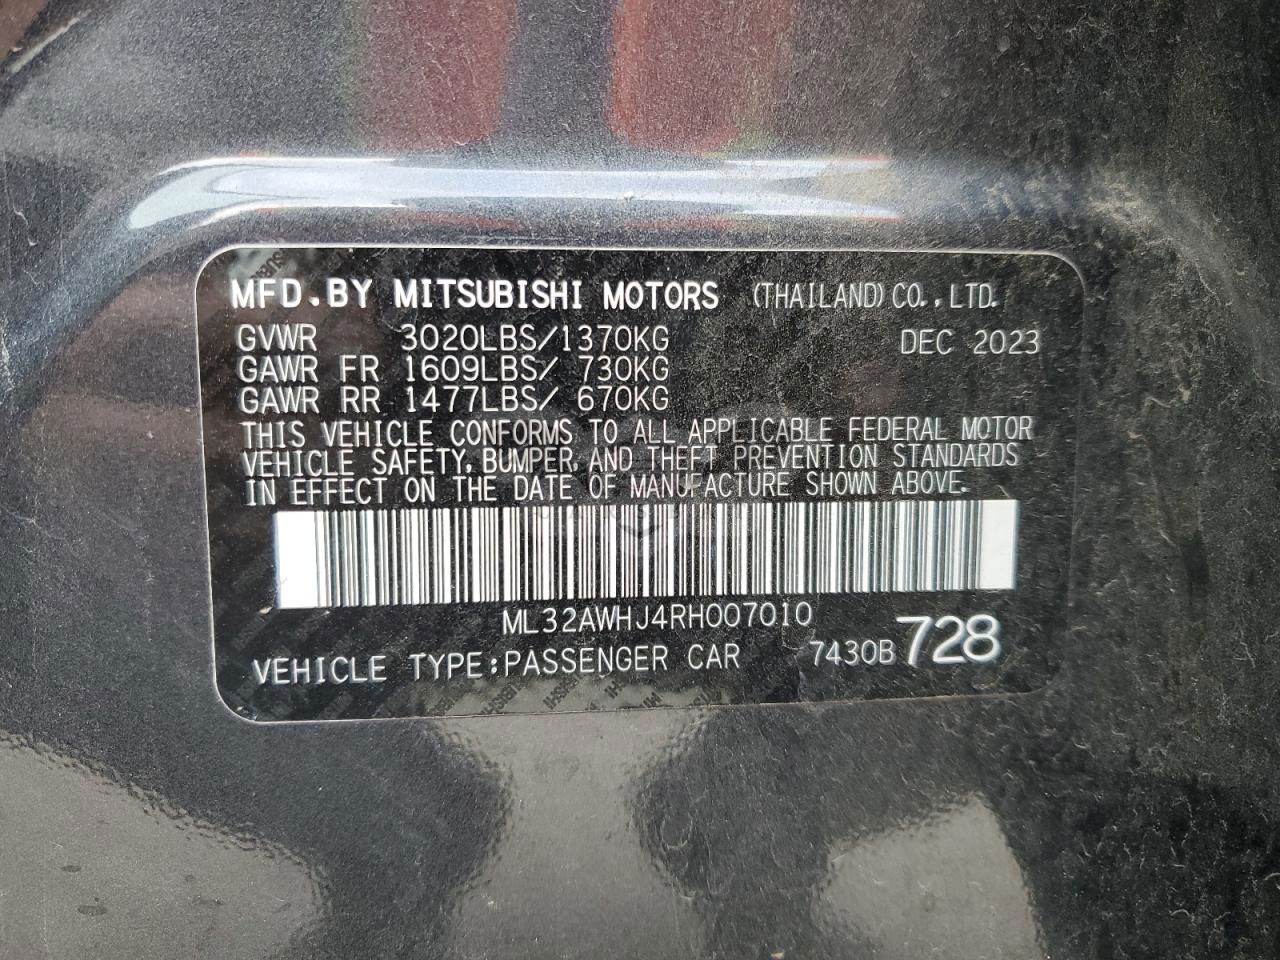 MFD.BY MITSUBISHI MOTORS (THAILAND) CO., LTD.
GVWR 3020LBS/1370KG DEC 2023
GAWR FR 1609LBS/ 730KG
GAWR RR 1477LBS/ 670KG
THIS VEHICLE CONFORMS TO ALL APPLICABLE FEDERAL MOTOR
VEHICLE SAFETY, BUMPER, AND THEFT PREVENTION STANDARDS
IN EFFECT ON THE DATE OF MANUFACTURE SHOWN ABOVE.
ML32AWHJ4RH007010
VEHICLE TYPE:PASSENGER CAR 7430B 728